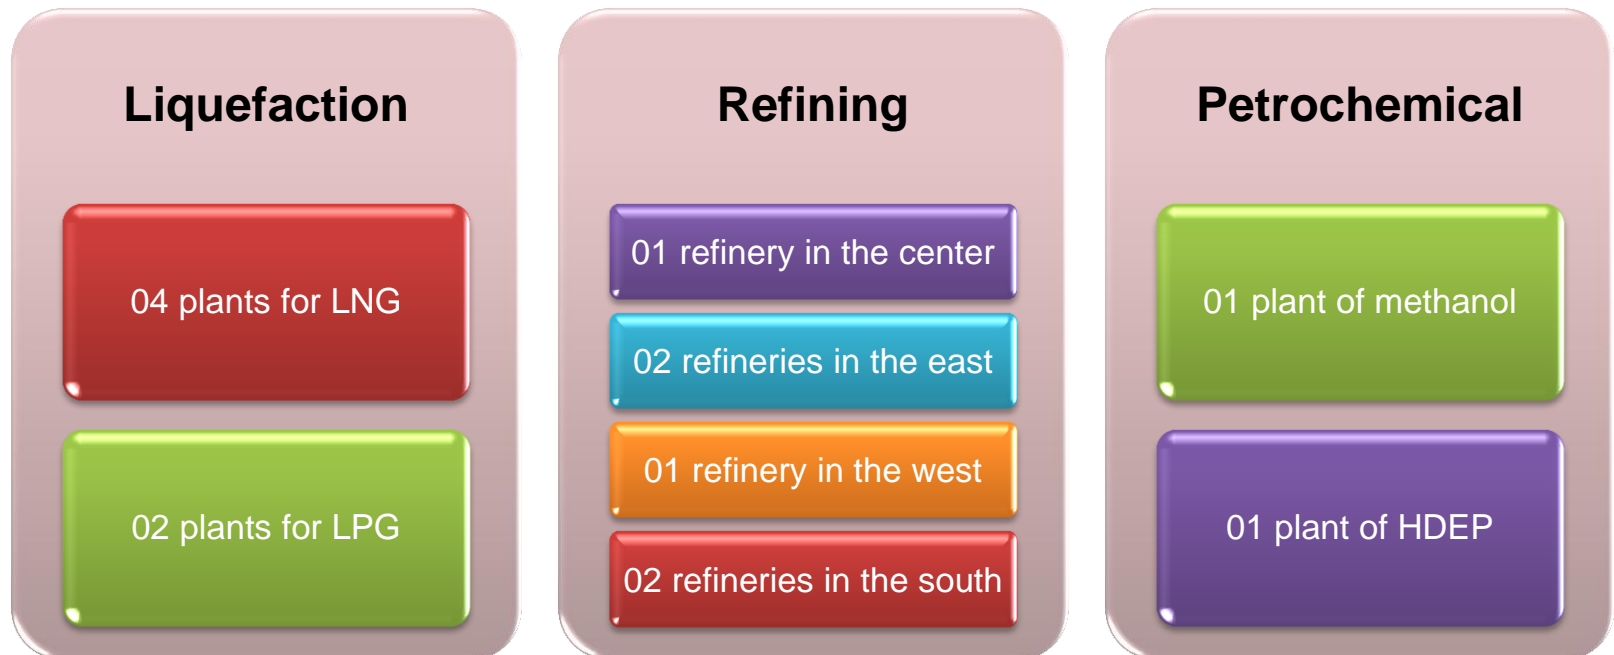 Liquefaction
04 plants for LNG
02 plants for LPG
Refining
01 refinery in the center
02 refineries in the east
01 refinery in the west
02 refineries in the south
Petrochemical
01 plant of methanol
01 plant of HDEP